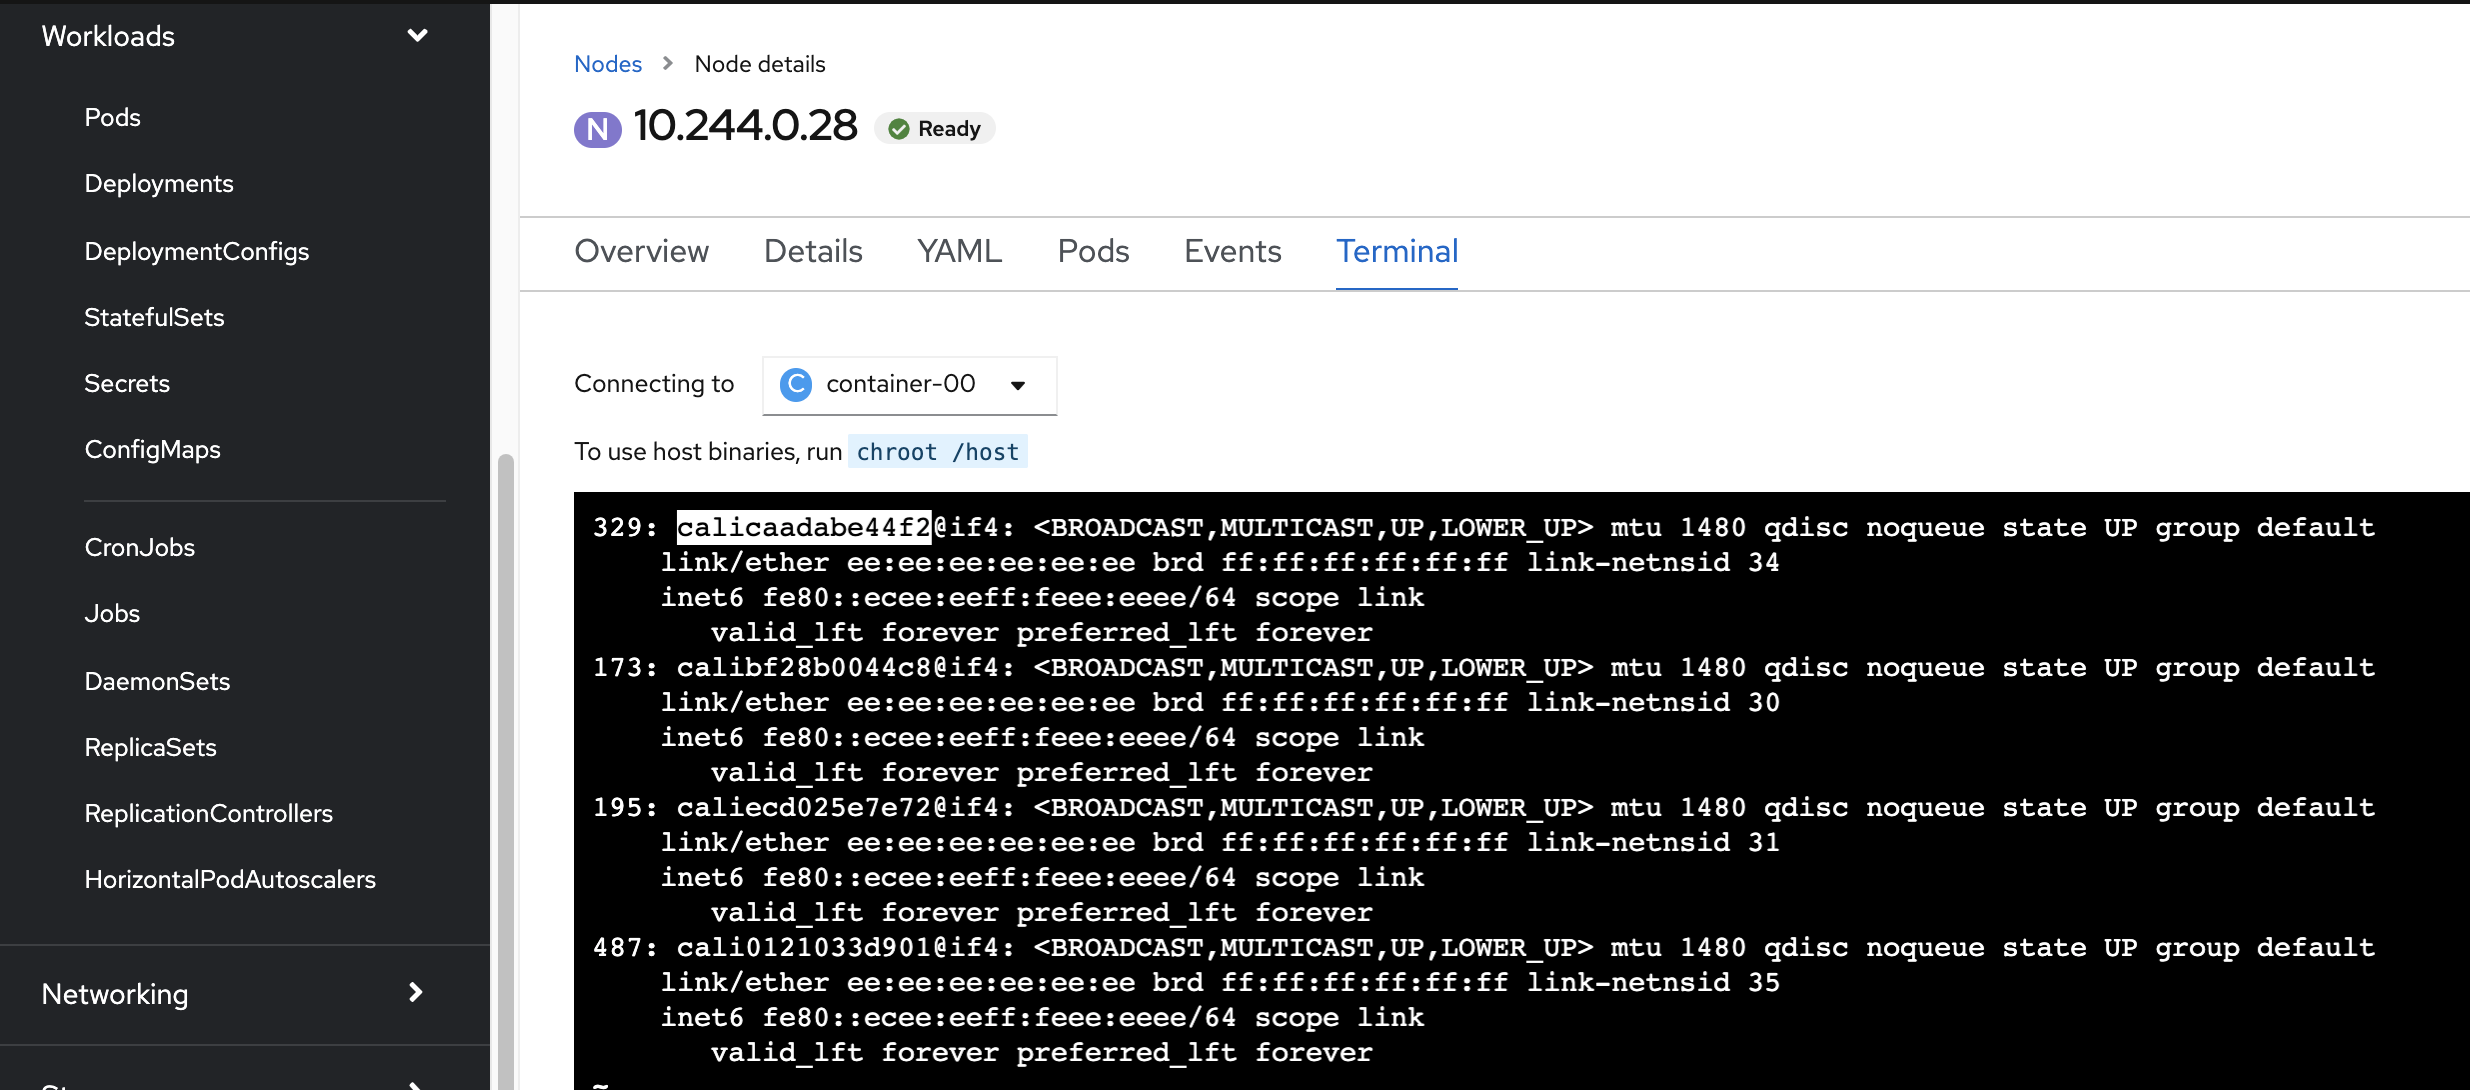 Workloads
Pods
Deployments
DeploymentConfigs
StatefulSets
Secrets
ConfigMaps
CronJobs
Jobs
DaemonSets
ReplicaSets
ReplicationControllers
HorizontalPodAutoscalers
Networking
Nodes > Node details
N 10.244.0.28 Ready
Overview Details YAML Pods Events Terminal
Connecting to C container-00
To use host binaries, run chroot /host
329: calicaadabe44f2@if4: <BROADCAST,MULTICAST,UP,LOWER_UP> mtu 1480 qdisc noqueue state UP group default
link/ether ee:ee:ee:ee:ee:ee brd ff:ff:ff:ff:ff:ff link-netnsid 34
inet6 fe80::ecee:eeff:feee:eeee/64 scope link
valid_lft forever preferred_lft forever
173: calibf28b0044c8@if4: <BROADCAST,MULTICAST,UP,LOWER_UP> mtu 1480 qdisc noqueue state UP group default
link/ether ee:ee:ee:ee:ee:ee brd ff:ff:ff:ff:ff:ff link-netnsid 30
inet6 fe80::ecee:eeff:feee:eeee/64 scope link
valid_lft forever preferred_lft forever
195: caliecd025e7e72@if4: <BROADCAST,MULTICAST,UP,LOWER_UP> mtu 1480 qdisc noqueue state UP group default
link/ether ee:ee:ee:ee:ee:ee brd ff:ff:ff:ff:ff:ff link-netnsid 31
inet6 fe80::ecee:eeff:feee:eeee/64 scope link
valid_lft forever preferred_lft forever
487: cali0121033d901@if4: <BROADCAST,MULTICAST,UP,LOWER_UP> mtu 1480 qdisc noqueue state UP group default
link/ether ee:ee:ee:ee:ee:ee brd ff:ff:ff:ff:ff:ff link-netnsid 35
inet6 fe80::ecee:eeff:feee:eeee/64 scope link
valid_lft forever preferred_lft forever